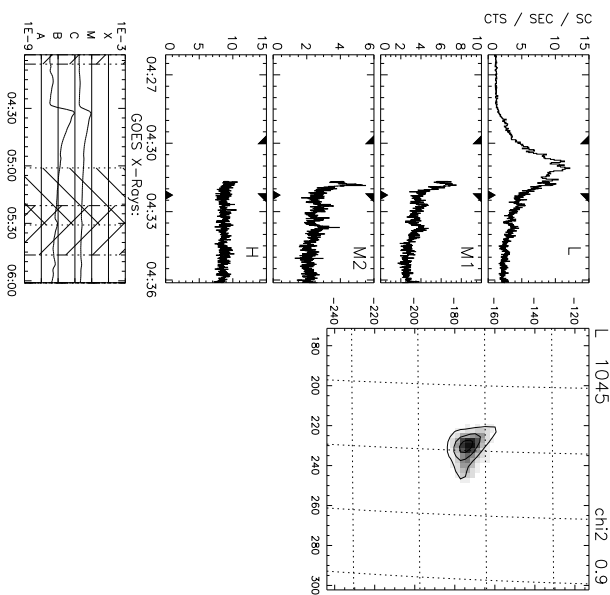 CTS / SEC / SC
L 1045 chi2 0.9
L
15
10
5
0
M1
10
8
6
4
2
0
M2
6
4
2
0
H
15
10
5
0
04:27 04:30 04:33 04:36
GOES X-Rays:
1E-3
X
M
C
B
A
1E-9
04:30 05:00 05:30 06:00
-120
-140
-160
-180
-200
-220
-240
180 200 220 240 260 280 300